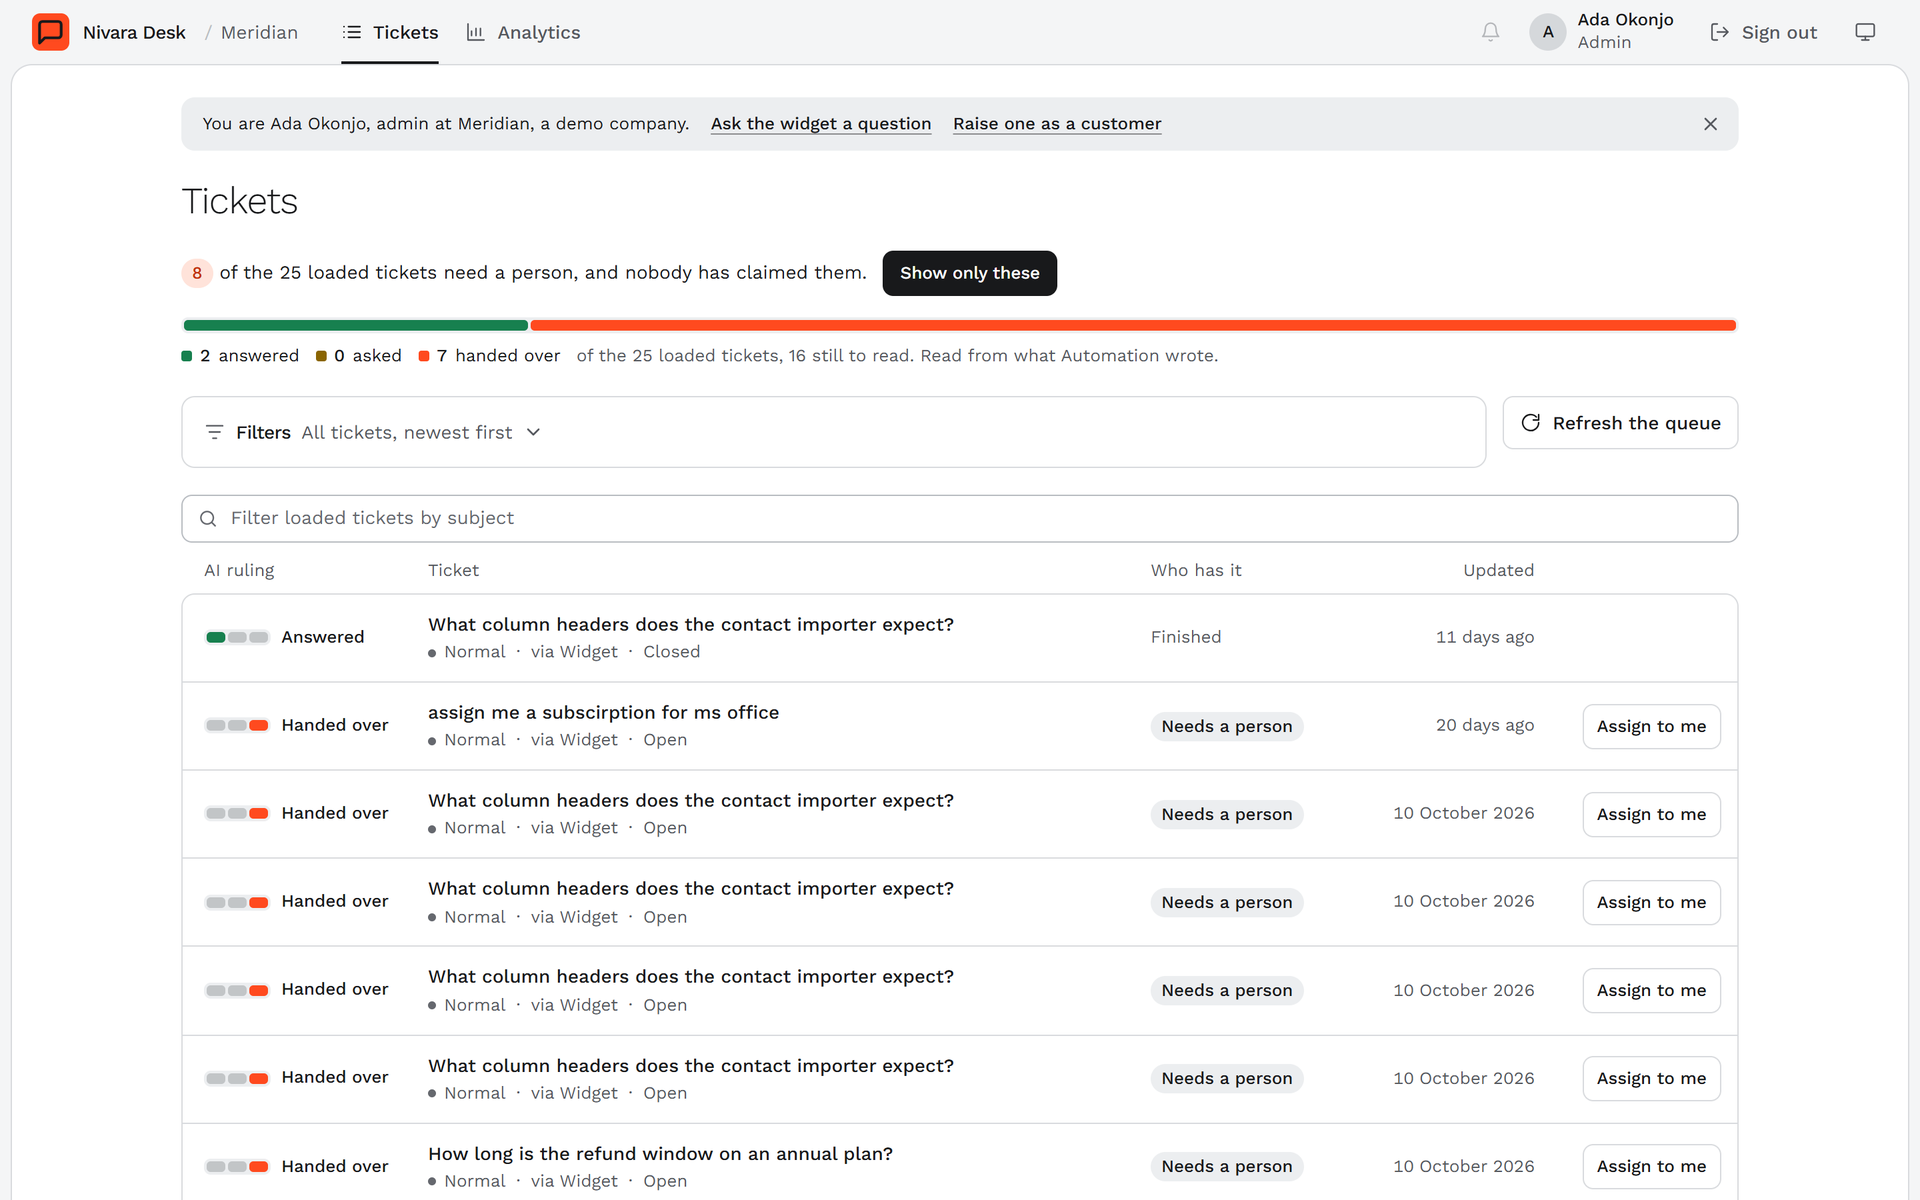 Nivara Desk / Meridian Tickets Analytics A Ada Okonjo Admin Sign out
You are Ada Okonjo, admin at Meridian, a demo company. Ask the widget a question Raise one as a customer
Tickets
8 of the 25 loaded tickets need a person, and nobody has claimed them. Show only these
2 answered 0 asked 7 handed over of the 25 loaded tickets, 16 still to read. Read from what Automation wrote.
Filters All tickets, newest first Refresh the queue
Filter loaded tickets by subject
AI ruling Ticket Who has it Updated
Answered What column headers does the contact importer expect? Finished 11 days ago
Normal · via Widget · Closed
Handed over assign me a subscirption for ms office Needs a person 20 days ago Assign to me
Normal · via Widget · Open
Handed over What column headers does the contact importer expect? Needs a person 10 October 2026 Assign to me
Normal · via Widget · Open
Handed over What column headers does the contact importer expect? Needs a person 10 October 2026 Assign to me
Normal · via Widget · Open
Handed over What column headers does the contact importer expect? Needs a person 10 October 2026 Assign to me
Normal · via Widget · Open
Handed over What column headers does the contact importer expect? Needs a person 10 October 2026 Assign to me
Normal · via Widget · Open
Handed over How long is the refund window on an annual plan? Needs a person 10 October 2026 Assign to me
Normal · via Widget · Open